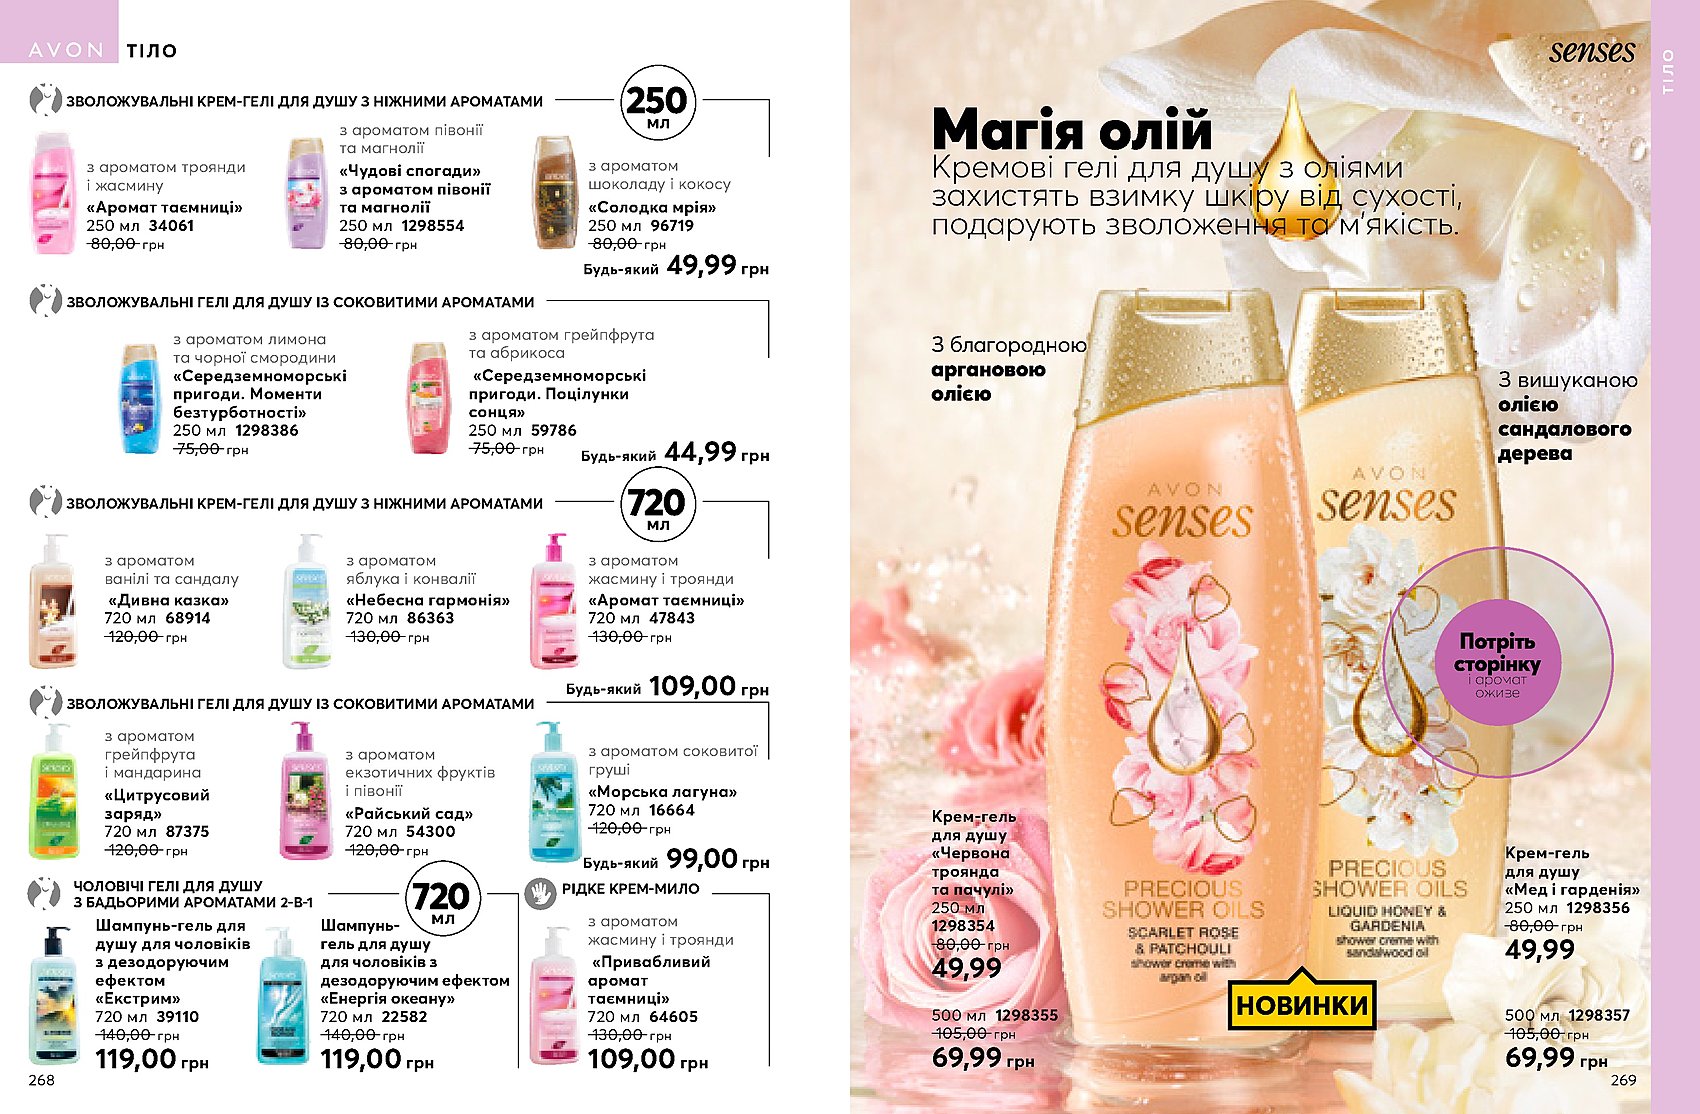 AVON ТІЛО
ЗВОЛОЖУВАЛЬНІ КРЕМ-ГЕЛІ ДЛЯ ДУШУ З НІЖНИМИ АРОМАТАМИ
250
МЛ
з ароматом троянди
і жасмину
«Аромат таємниці»
250 мл 34061
80,00 грн
з ароматом півонії
та магнолії
«Чудові спогади»
з ароматом півонії
та магнолії
250 мл 1298554
80,00 грн
з ароматом
шоколаду і кокосу
«Солодка мрія»
250 мл 96719
80,00 грн
Будь-який 49,99 грн
ЗВОЛОЖУВАЛЬНІ ГЕЛІ ДЛЯ ДУШУ ІЗ СОКОВИТИМИ АРОМАТАМИ
з ароматом лимона
та чорної смородини
«Середземноморські
пригоди. Моменти
безтурботності»
250 мл 1298386
75,00 грн
з ароматом грейпфрута
та абрикоса
«Середземноморські
пригоди. Поцілунки
сонця»
250 мл 59786
75,00 грн
Будь-який 44,99 грн
ЗВОЛОЖУВАЛЬНІ КРЕМ-ГЕЛІ ДЛЯ ДУШУ З НІЖНИМИ АРОМАТАМИ
720
МЛ
з ароматом
ванілі та сандалу
«Дивна казка»
720 мл 68914
120,00 грн
з ароматом
яблука і конвалії
«Небесна гармонія»
720 мл 86363
130,00 грн
з ароматом
жасмину і троянди
«Аромат таємниці»
720 мл 47843
130,00 грн
Будь-який 109,00 грн
ЗВОЛОЖУВАЛЬНІ ГЕЛІ ДЛЯ ДУШУ ІЗ СОКОВИТИМИ АРОМАТАМИ
з ароматом
грейпфрута
і мандарина
«Цитрусовий
заряд»
720 мл 87375
120,00 грн
з ароматом
екзотичних фруктів
і півонії
«Райський сад»
720 мл 54300
120,00 грн
з ароматом соковитої
груші
«Морська лагуна»
720 мл 16664
120,00 грн
Будь-який 99,00 грн
ЧОЛОВІЧІ ГЕЛІ ДЛЯ ДУШУ
З БАДЬОРИМИ АРОМАТАМИ 2-В-1
720
МЛ
Шампунь-гель для
душу для чоловіків
з дезодоруючим
ефектом
«Екстрим»
720 мл 39110
140,00 грн
119,00 грн
Шампунь-
гель для душу
для чоловіків з
дезодоруючим ефектом
«Енергія океану»
720 мл 22582
140,00 грн
119,00 грн
РІДКЕ КРЕМ-МИЛО
з ароматом
жасмину і троянди
«Привабливий
аромат
таємниці»
720 мл 64605
130,00 грн
109,00 грн
268
senses
ТІЛО
Магія олій
Кремові гелі для душу з оліями
захистять взимку шкіру від сухості,
подарують зволоження та м'якість.
З благородною
аргановою
олією
З вишуканою
олією
сандалового
дерева
AVON
senses
PRECIOUS
SHOWER OILS
SCARLET ROSE
& PATCHOULI
shower creme with
argan oil
AVON
senses
PRECIOUS
SHOWER OILS
LIQUID HONEY &
GARDENIA
shower creme with
sandalwood oil
Потріть
сторінку
і аромат
оживе
Крем-гель
для душу
«Червона
троянда
та пачулі»
250 мл
1298354
80,00 грн
49,99
500 мл 1298355
105,00 грн
69,99 грн
НОВИНКИ
Крем-гель
для душу
«Мед і гарденія»
250 мл 1298356
80,00 грн
49,99
500 мл 1298357
105,00 грн
69,99 грн
269